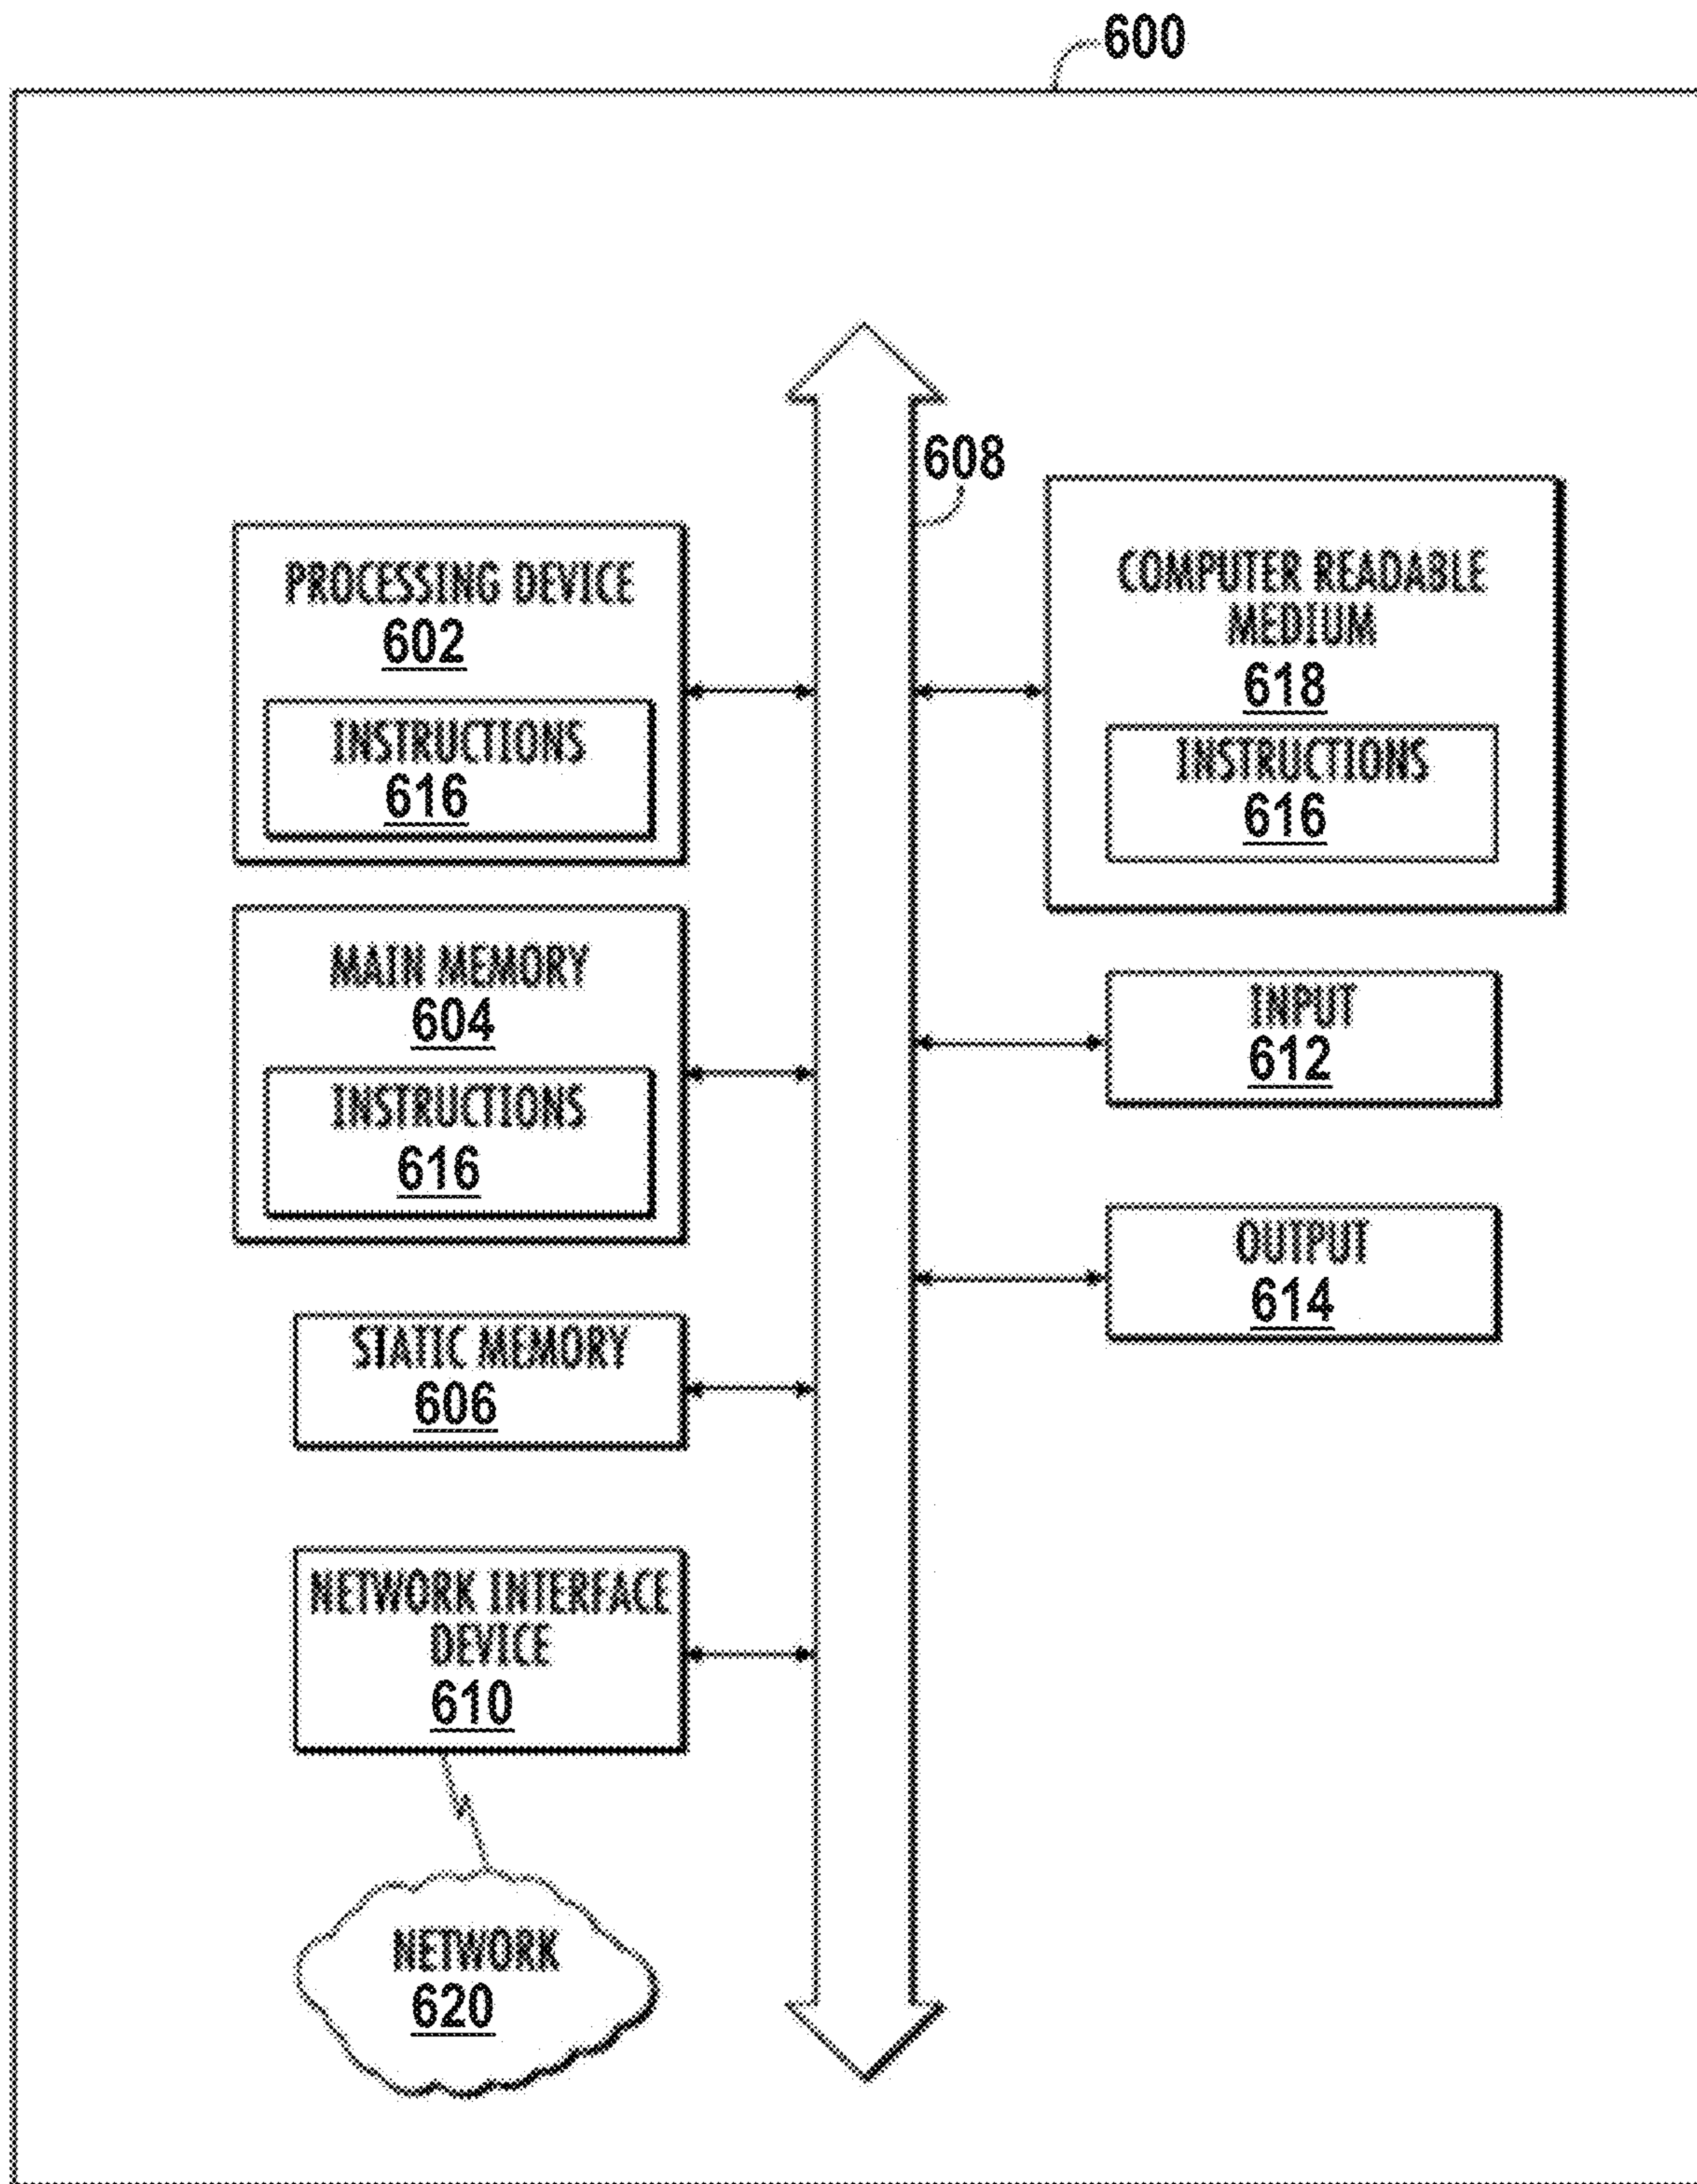 600
608
PROCESSING DEVICE
602
INSTRUCTIONS
616
MAIN MEMORY
604
INSTRUCTIONS
616
STATIC MEMORY
606
NETWORK INTERFACE
DEVICE
610
NETWORK
620
COMPUTER READABLE
MEDIUM
618
INSTRUCTIONS
616
INPUT
612
OUTPUT
614